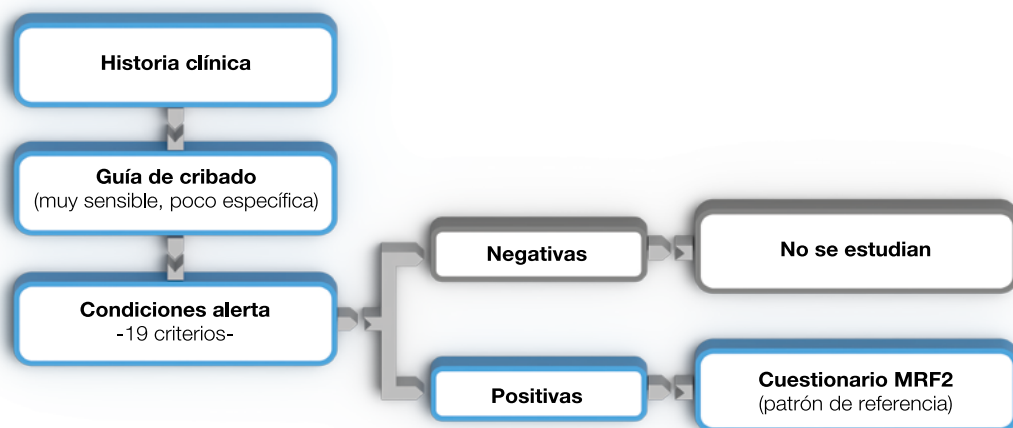 Historia clínica
Guía de cribado
(muy sensible, poco específica)
Condiciones alerta
-19 criterios-
Negativas
No se estudian
Positivas
Cuestionario MRF2
(patrón de referencia)